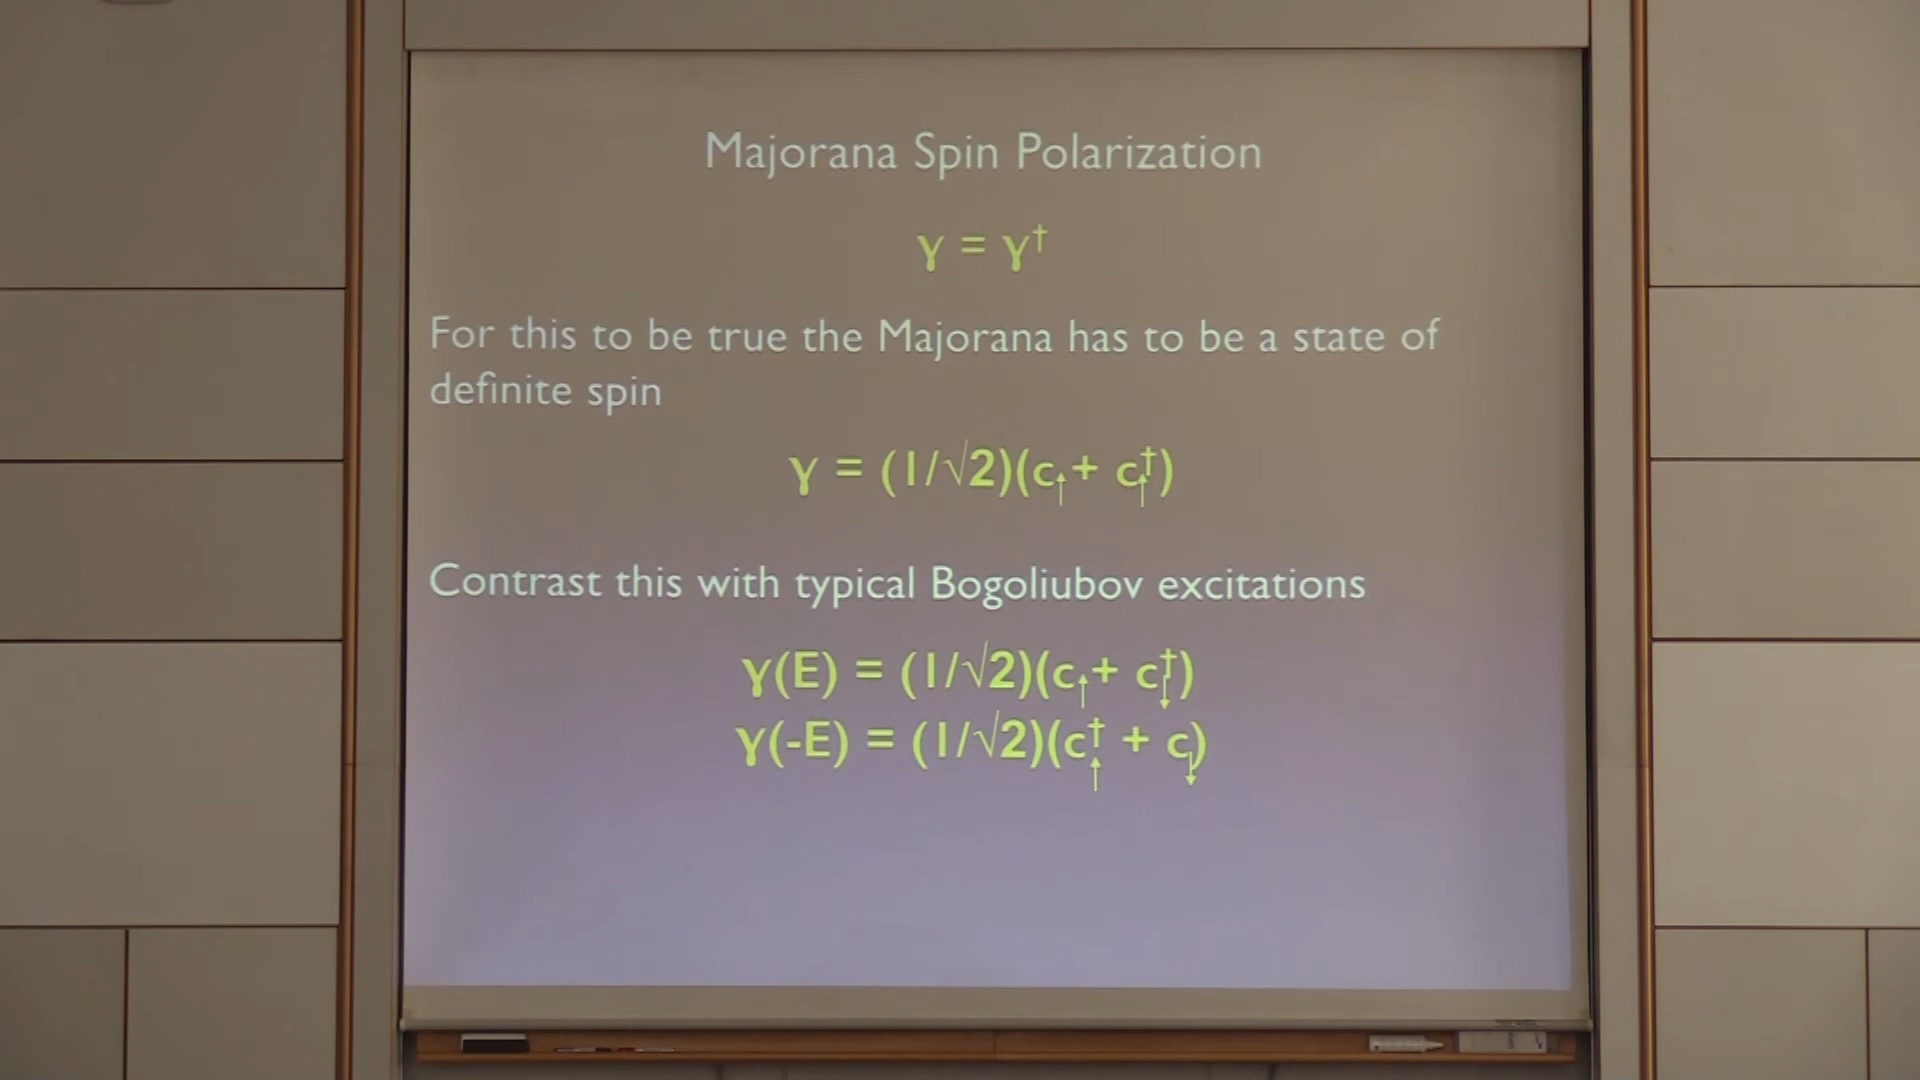 Majorana Spin Polarization
γ = γ†
For this to be true the Majorana has to be a state of
definite spin
γ = (1/√2)(c↑ + c↑†)
Contrast this with typical Bogoliubov excitations
γ(E) = (1/√2)(c↑ + c↓†)
γ(-E) = (1/√2)(c↑† + c↓)